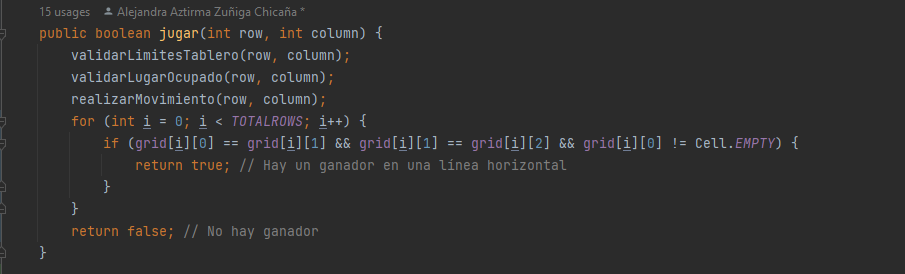 15 usages Alejandra Aztirma Zuñiga Chicaña *
public boolean jugar(int row, int column) {
    validarLimitesTablero(row, column);
    validarLugarOcupado(row, column);
    realizarMovimiento(row, column);
    for (int i = 0; i < TOTALROWS; i++) {
        if (grid[i][0] == grid[i][1] && grid[i][1] == grid[i][2] && grid[i][0] != Cell.EMPTY) {
            return true; // Hay un ganador en una línea horizontal
        }
    }
    return false; // No hay ganador
}